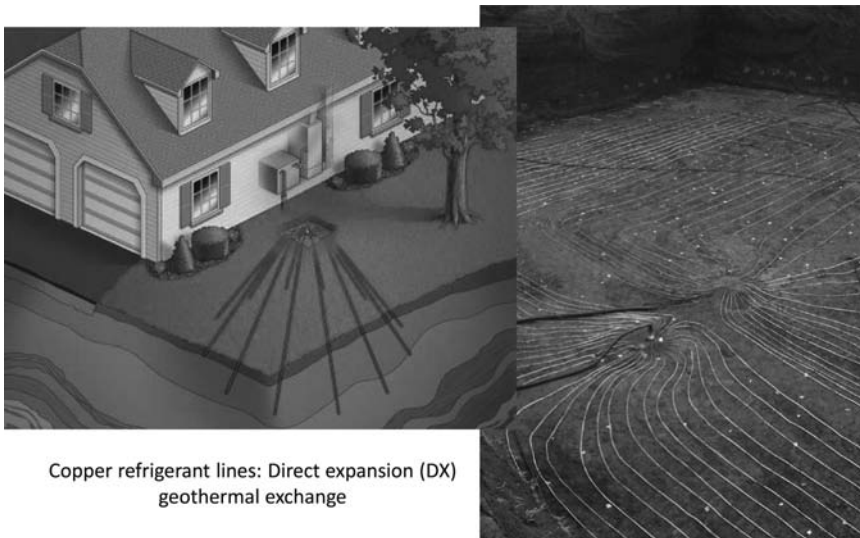 Copper refrigerant lines: Direct expansion (DX)
geothermal exchange